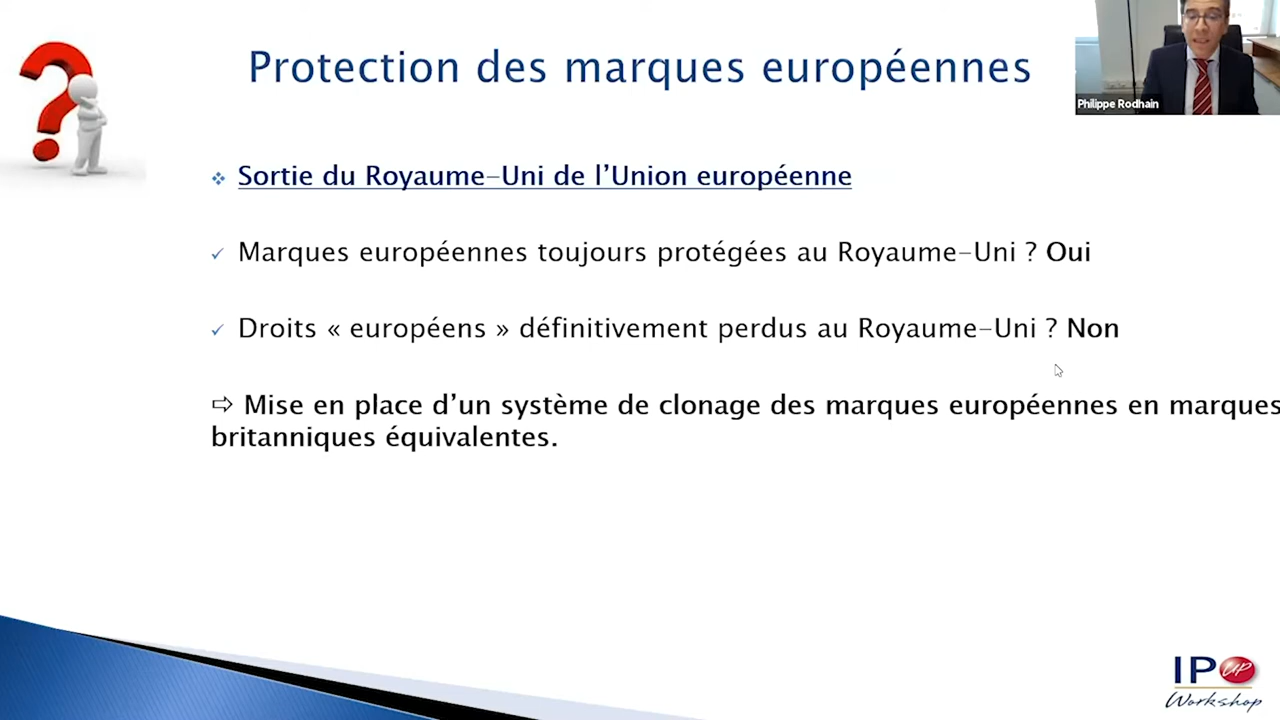 Protection des marques européennes
Philippe Rodhain
❖ Sortie du Royaume-Uni de l’Union européenne
✓ Marques européennes toujours protégées au Royaume-Uni ? Oui
✓ Droits « européens » définitivement perdus au Royaume-Uni ? Non
⇨ Mise en place d’un système de clonage des marques européennes en marques
britanniques équivalentes.
IP UP
Workshop